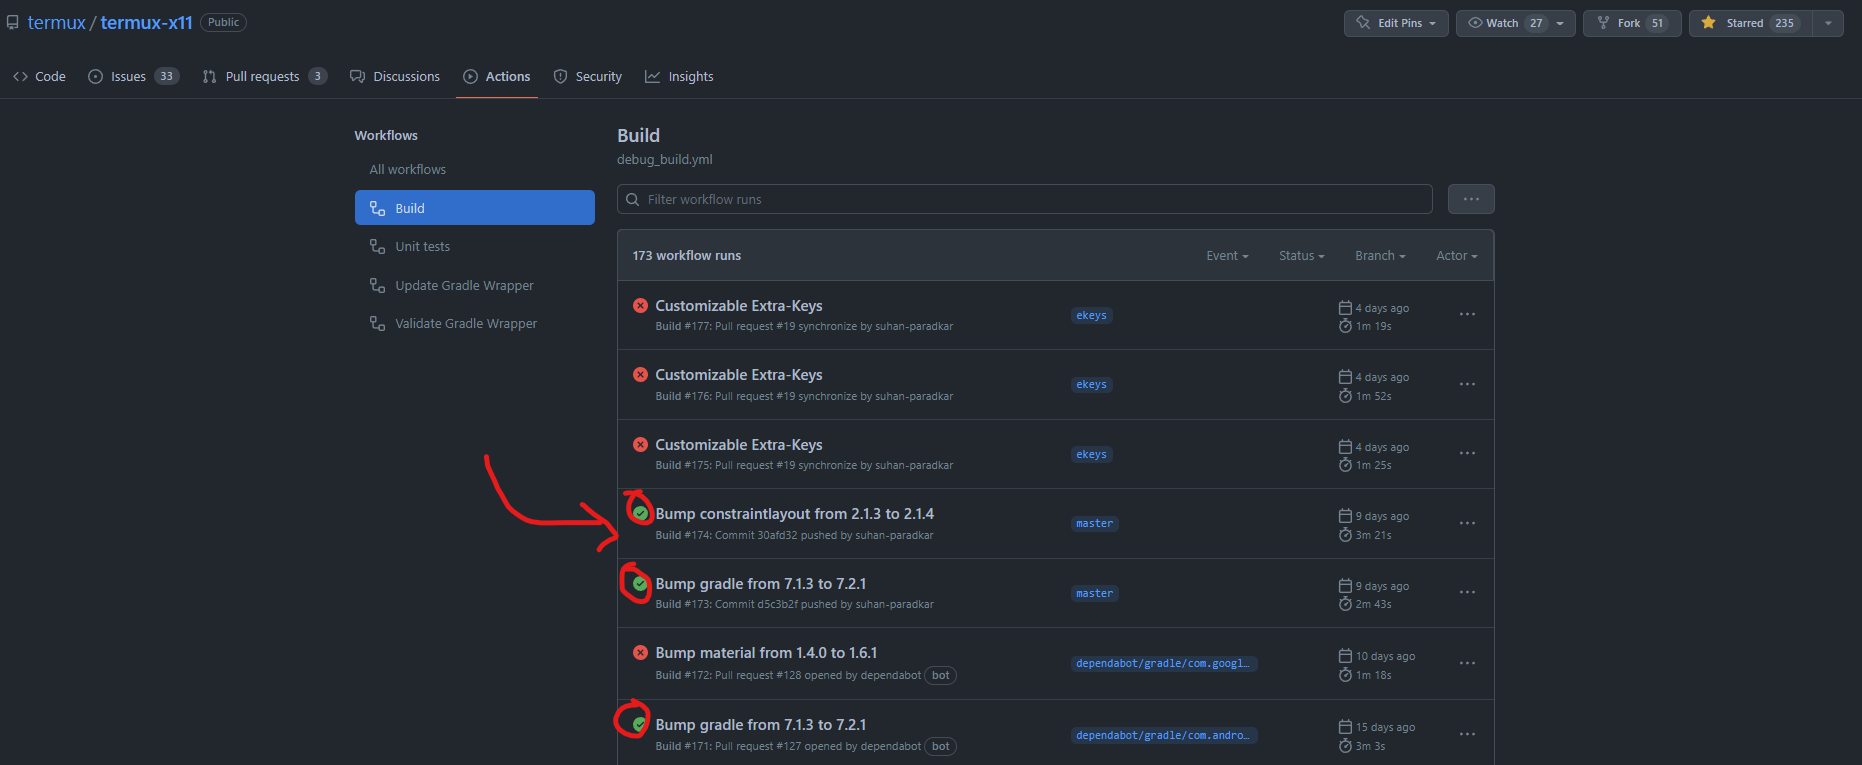 termux / termux-x11 Public
Edit Pins Watch 27 Fork 51 Starred 235
Code Issues 33 Pull requests 3 Discussions Actions Security Insights
Workflows
All workflows
Build
Unit tests
Update Gradle Wrapper
Validate Gradle Wrapper
Build
debug_build.yml
Filter workflow runs
173 workflow runs Event Status Branch Actor
Customizable Extra-Keys
Build #177: Pull request #19 synchronize by suhan-paradkar
ekeys
4 days ago
1m 19s
Customizable Extra-Keys
Build #176: Pull request #19 synchronize by suhan-paradkar
ekeys
4 days ago
1m 52s
Customizable Extra-Keys
Build #175: Pull request #19 synchronize by suhan-paradkar
ekeys
4 days ago
1m 25s
Bump constraintlayout from 2.1.3 to 2.1.4
Build #174: Commit 30afd32 pushed by suhan-paradkar
master
9 days ago
3m 21s
Bump gradle from 7.1.3 to 7.2.1
Build #173: Commit d5c3b2f pushed by suhan-paradkar
master
9 days ago
2m 43s
Bump material from 1.4.0 to 1.6.1
Build #172: Pull request #128 opened by dependabot bot
dependabot/gradle/com.googl…
10 days ago
1m 18s
Bump gradle from 7.1.3 to 7.2.1
Build #171: Pull request #127 opened by dependabot bot
dependabot/gradle/com.andro…
15 days ago
3m 3s